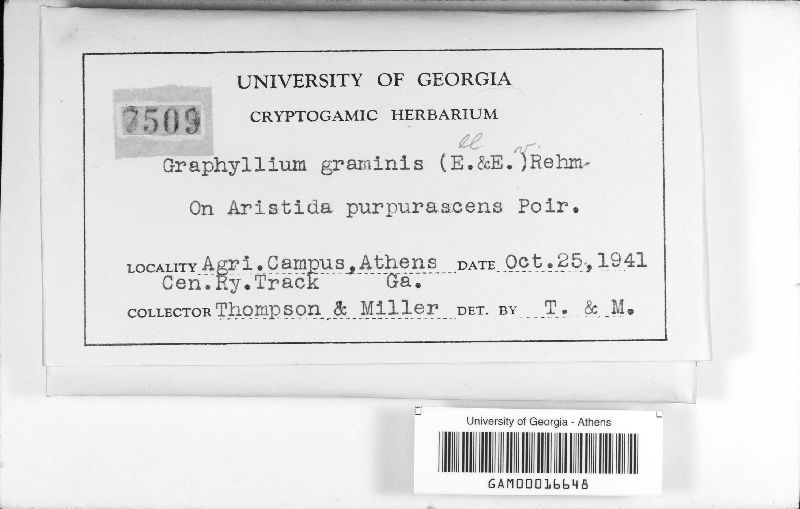 UNIVERSITY OF GEORGIA
7509
CRYPTOGAMIC HERBARIUM
Graphyllium graminis (E.&E.)Rehm.
On Aristida purpurascens Poir.
LOCALITY Agri.Campus,Athens DATE Oct.25,1941
Cen.Ry.Track Ga.
COLLECTOR Thompson & Miller DET. BY T. & M.
University of Georgia - Athens
GAM00016648